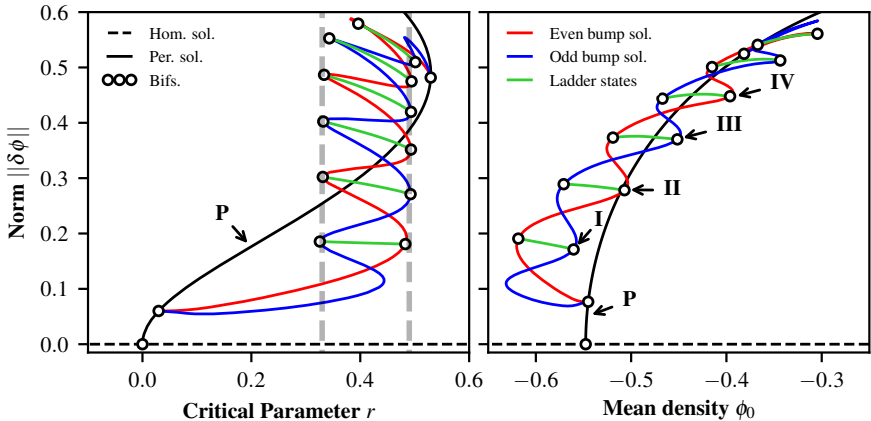 Norm ||δϕ||
0.6
0.5
0.4
0.3
0.2
0.1
0.0
Hom. sol.
Per. sol.
Bifs.
P
0.0
0.2
0.4
0.6
Critical Parameter r
Even bump sol.
Odd bump sol.
Ladder states
IV
III
II
I
P
−0.6
−0.5
−0.4
−0.3
Mean density ϕ₀